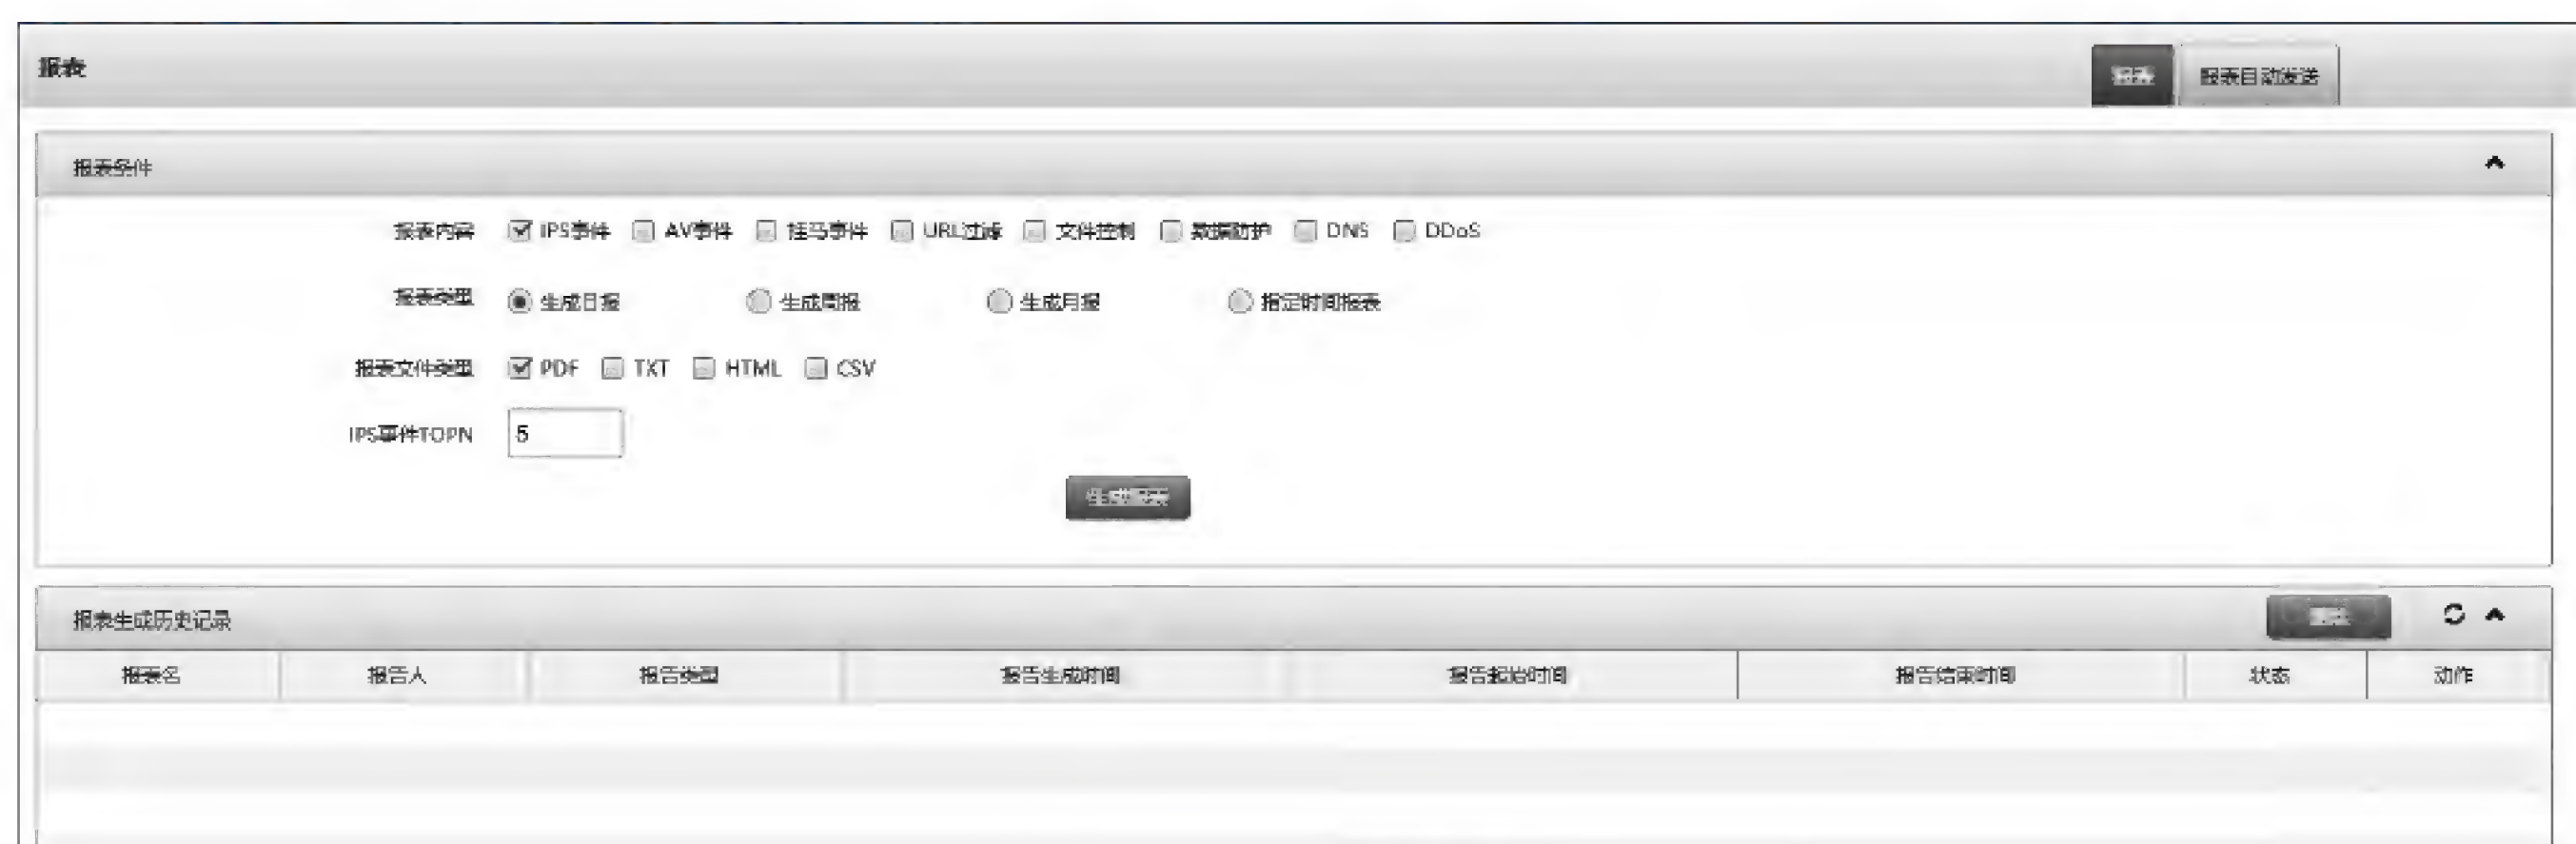 报表 报表 报表自动发送
报表条件
报表内容 IPS事件 AV事件 挂马事件 URL过滤 文件控制 数据防护 DNS DDoS
报表类型 生成日报 生成周报 生成月报 指定时间报表
报表文件类型 PDF TXT HTML CSV
IPS事件TOPN 5
生成报表
报表生成历史记录
报表名 报告人 报告类型 报告生成时间 报告起始时间 报告结束时间 状态 动作